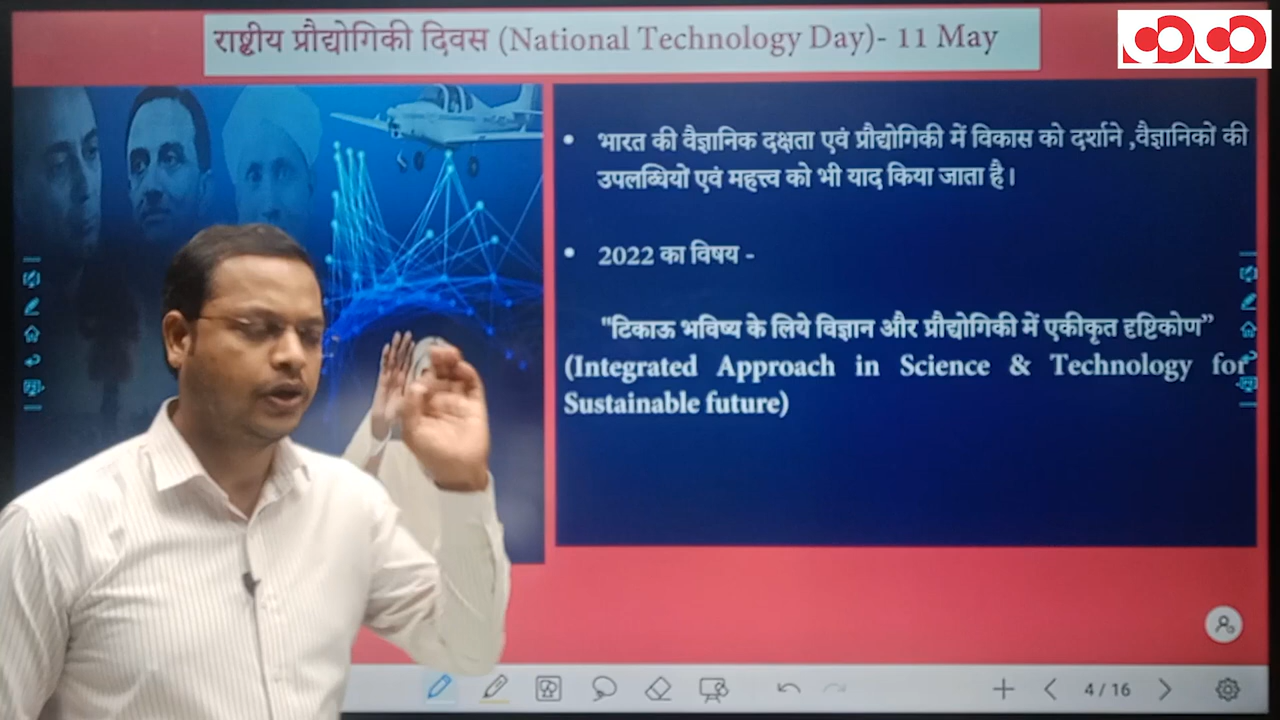 राष्ट्रीय प्रौद्योगिकी दिवस (National Technology Day)- 11 May
• भारत की वैज्ञानिक दक्षता एवं प्रौद्योगिकी में विकास को दर्शाने ,वैज्ञानिकों की
उपलब्धियों एवं महत्त्व को भी याद किया जाता है।
• 2022 का विषय -
"टिकाऊ भविष्य के लिये विज्ञान और प्रौद्योगिकी में एकीकृत दृष्टिकोण”
(Integrated Approach in Science & Technology for
Sustainable future)
4 / 16